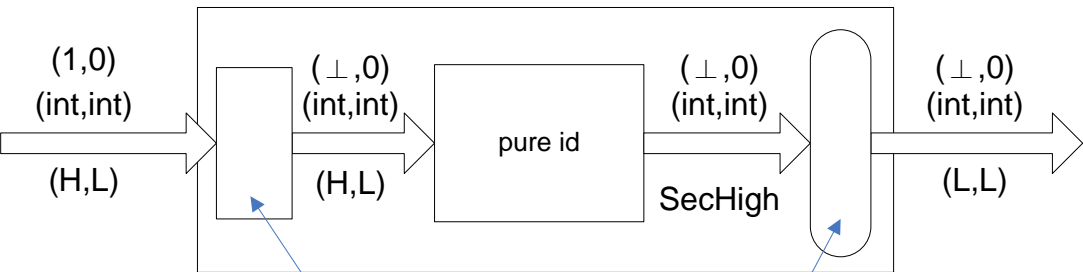 (1,0)
(int,int)
(H,L)
(⊥,0)
(int,int)
(H,L)
pure id
(⊥,0)
(int,int)
SecHigh
(⊥,0)
(int,int)
(L,L)